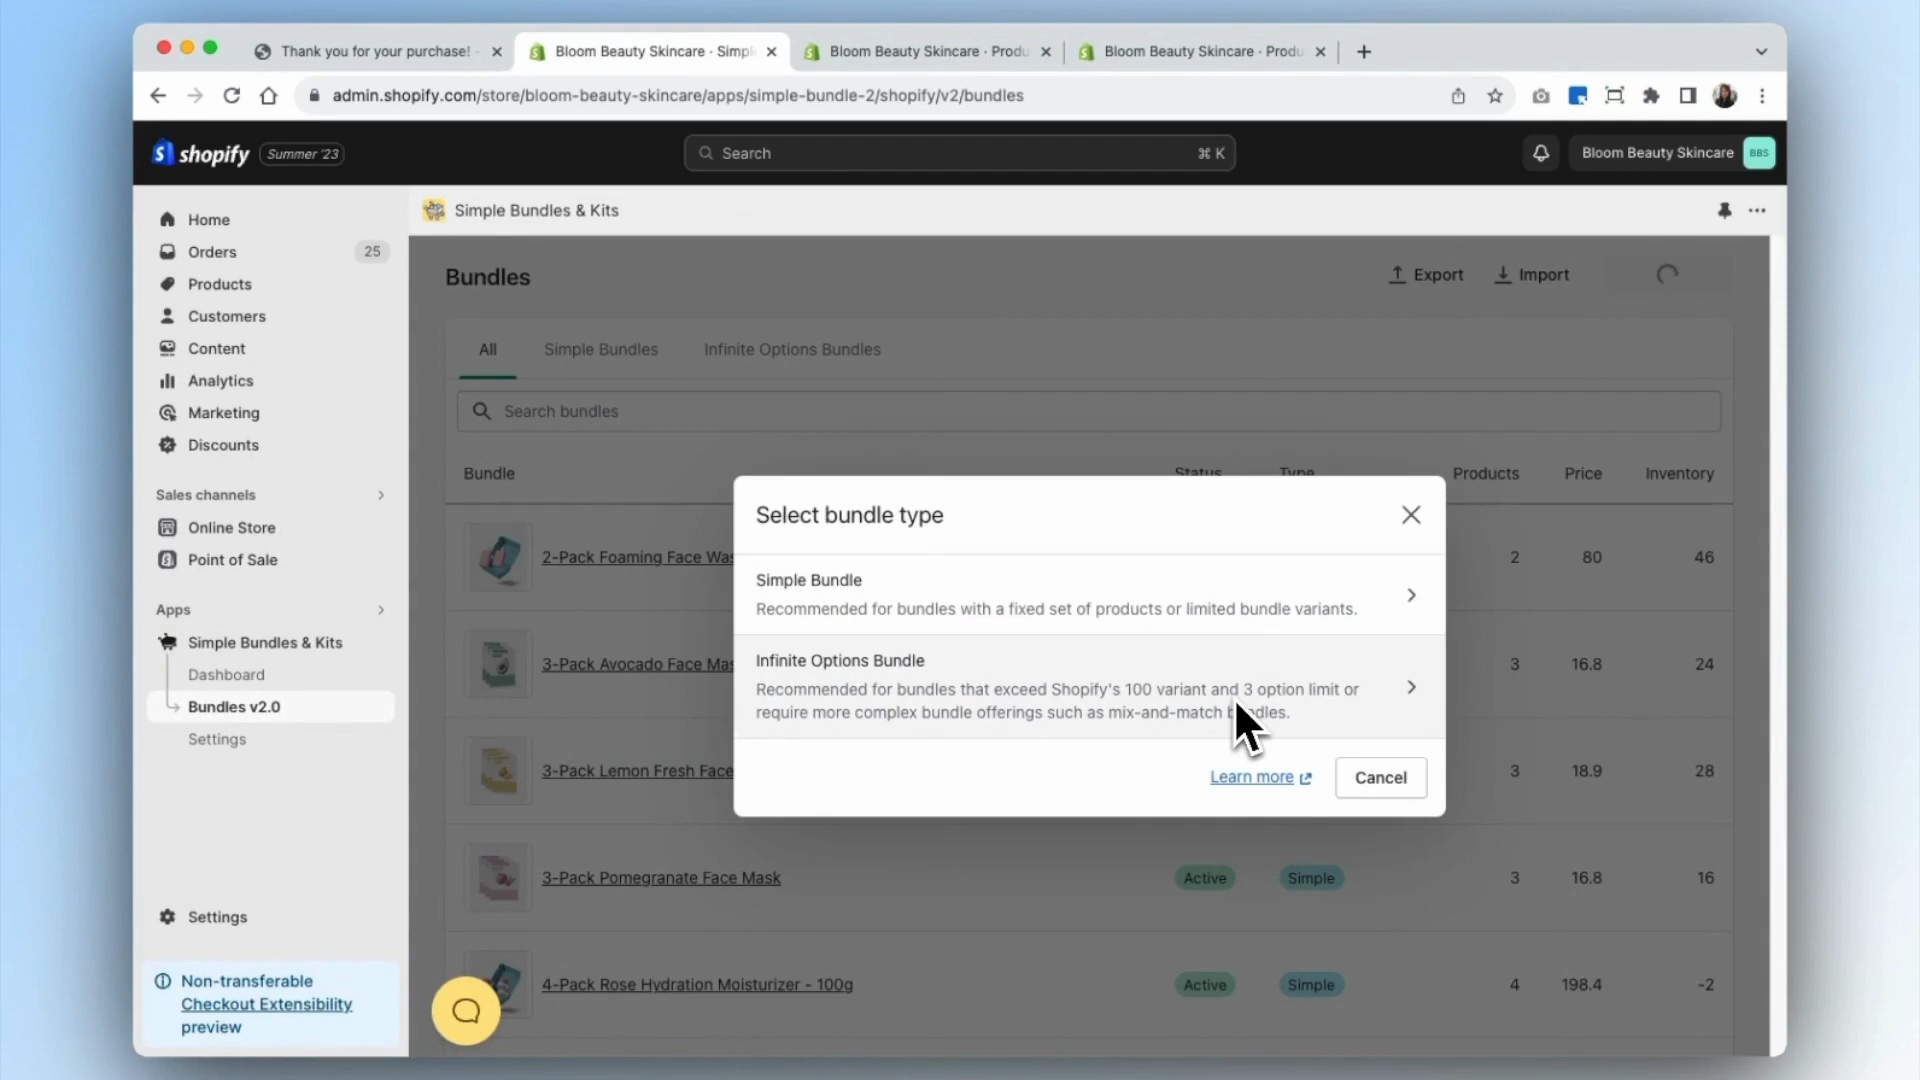 Thank you for your purchase! -
Bloom Beauty Skincare · Simpl
Bloom Beauty Skincare · Produ
Bloom Beauty Skincare · Produ
admin.shopify.com/store/bloom-beauty-skincare/apps/simple-bundle-2/shopify/v2/bundles
shopify Summer '23
Search ⌘ K
Bloom Beauty Skincare BBS
Home
Orders 25
Products
Customers
Content
Analytics
Marketing
Discounts
Sales channels
Online Store
Point of Sale
Apps
Simple Bundles & Kits
Dashboard
Bundles v2.0
Settings
Settings
Non-transferable
Checkout Extensibility
preview
Simple Bundles & Kits
Bundles
Export Import
All Simple Bundles Infinite Options Bundles
Search bundles
Bundle Status Type Products Price Inventory
2-Pack Foaming Face Was 2 80 46
3-Pack Avocado Face Mas 3 16.8 24
3-Pack Lemon Fresh Face 3 18.9 28
3-Pack Pomegranate Face Mask Active Simple 3 16.8 16
4-Pack Rose Hydration Moisturizer - 100g Active Simple 4 198.4 -2
Select bundle type
Simple Bundle
Recommended for bundles with a fixed set of products or limited bundle variants.
Infinite Options Bundle
Recommended for bundles that exceed Shopify's 100 variant and 3 option limit or
require more complex bundle offerings such as mix-and-match bundles.
Learn more Cancel